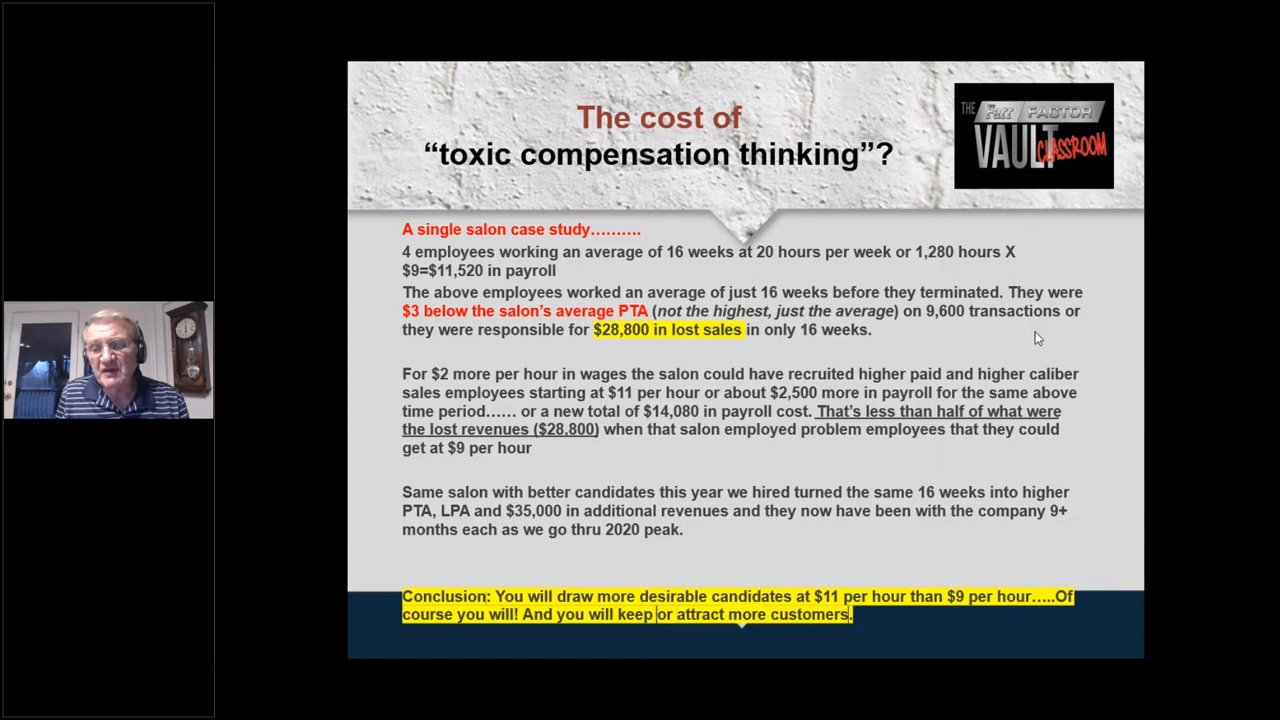 The cost of
“toxic compensation thinking”?
THE Farr FACTOR
VAULT CLASSROOM
A single salon case study……….
4 employees working an average of 16 weeks at 20 hours per week or 1,280 hours X
$9=$11,520 in payroll
The above employees worked an average of just 16 weeks before they terminated. They were
$3 below the salon’s average PTA (not the highest, just the average) on 9,600 transactions or
they were responsible for $28,800 in lost sales in only 16 weeks.
For $2 more per hour in wages the salon could have recruited higher paid and higher caliber
sales employees starting at $11 per hour or about $2,500 more in payroll for the same above
time period…… or a new total of $14,080 in payroll cost. That’s less than half of what were
the lost revenues ($28,800) when that salon employed problem employees that they could
get at $9 per hour
Same salon with better candidates this year we hired turned the same 16 weeks into higher
PTA, LPA and $35,000 in additional revenues and they now have been with the company 9+
months each as we go thru 2020 peak.
Conclusion: You will draw more desirable candidates at $11 per hour than $9 per hour…..Of
course you will! And you will keep or attract more customers.